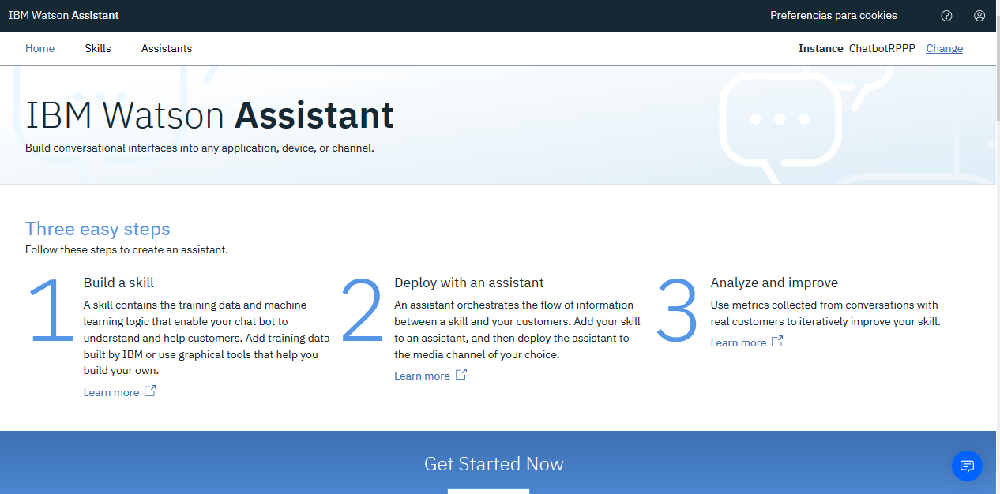 IBM Watson Assistant
Preferencias para cookies
Home
Skills
Assistants
Instance ChatbotRPPP Change
IBM Watson Assistant
Build conversational interfaces into any application, device, or channel.
Three easy steps
Follow these steps to create an assistant.
1
Build a skill
A skill contains the training data and machine
learning logic that enable your chat bot to
understand and help customers. Add training data
built by IBM or use graphical tools that help you
build your own.
Learn more
2
Deploy with an assistant
An assistant orchestrates the flow of information
between a skill and your customers. Add your skill
to an assistant, and then deploy the assistant to
the media channel of your choice.
Learn more
3
Analyze and improve
Use metrics collected from conversations with
real customers to iteratively improve your skill.
Learn more
Get Started Now